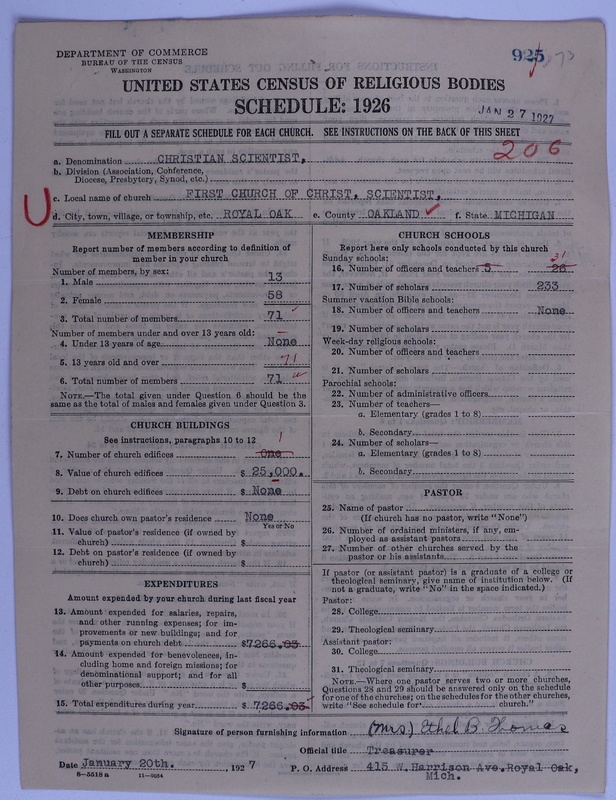 DEPARTMENT OF COMMERCE
BUREAU OF THE CENSUS
WASHINGTON
925
UNITED STATES CENSUS OF RELIGIOUS BODIES
SCHEDULE: 1926
JAN 27 1927
FILL OUT A SEPARATE SCHEDULE FOR EACH CHURCH. SEE INSTRUCTIONS ON THE BACK OF THIS SHEET
206
a. Denomination CHRISTIAN SCIENTIST,
b. Division (Association, Conference,
Diocese, Presbytery, Synod, etc.)
c. Local name of church FIRST CHURCH OF CHRIST, SCIENTIST,
d. City, town, village, or township, etc. ROYAL OAK e. County OAKLAND ✓ f. State MICHIGAN
MEMBERSHIP
Report number of members according to definition of
member in your church
Number of members, by sex:
1. Male 13
2. Female 58
3. Total number of members 71
Number of members under and over 13 years old:
4. Under 13 years of age None
5. 13 years old and over 71
6. Total number of members 71
NOTE.—The total given under Question 6 should be
the same as the total of males and females given under Question 3.
CHURCH BUILDINGS
See instructions, paragraphs 10 to 12
1
7. Number of church edifices One
8. Value of church edifices $ 25,000.
9. Debt on church edifices $ None
10. Does church own pastor's residence None
Yes or No
11. Value of pastor's residence (if owned by
church) $
12. Debt on pastor's residence (if owned by
church) $
EXPENDITURES
Amount expended by your church during last fiscal year
13. Amount expended for salaries, repairs,
and other running expenses; for im-
provements or new buildings; and for
payments on church debt $7266.03
14. Amount expended for benevolences, in-
cluding home and foreign missions; for
denominational support; and for all
other purposes $
15. Total expenditures during year $ 7266.03
CHURCH SCHOOLS
Report here only schools conducted by this church
Sunday schools:
31
16. Number of officers and teachers 5 26
17. Number of scholars 233
Summer vacation Bible schools:
18. Number of officers and teachers None
19. Number of scholars
Week-day religious schools:
20. Number of officers and teachers
21. Number of scholars
Parochial schools:
22. Number of administrative officers
23. Number of teachers—
a. Elementary (grades 1 to 8)
b. Secondary
24. Number of scholars—
a. Elementary (grades 1 to 8)
b. Secondary
PASTOR
25. Name of pastor
(If church has no pastor, write "None")
26. Number of ordained ministers, if any, em-
ployed as assistant pastors
27. Number of other churches served by the
pastor or his assistants
If pastor (or assistant pastor) is a graduate of a college or
theological seminary, give name of institution below. (If
not a graduate, write "No" in the space indicated.)
Pastor:
28. College
29. Theological seminary
Assistant pastor:
30. College
31. Theological seminary
NOTE.—Where one pastor serves two or more churches,
Questions 28 and 29 should be answered only on the schedule
for one of the churches; on the schedules for the other churches,
write "See schedule for church."
Signature of person furnishing information (Mrs.) Ethel B. Thomas
Official title Treasurer
Date January 20th. , 1927 P. O. Address 415 W. Harrison Ave. Royal Oak,
Mich.
8-5518 a 11-9684